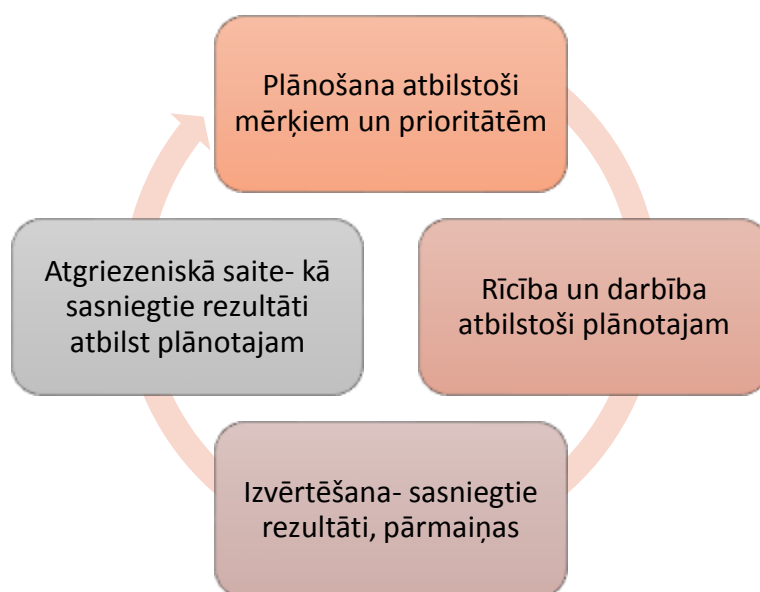 Plānošana atbilstoši
mērķiem un prioritātēm
Rīcība un darbība
atbilstoši plānotajam
Izvērtēšana- sasniegtie
rezultāti, pārmaiņas
Atgriezeniskā saite- kā
sasniegtie rezultāti
atbilst plānotajam